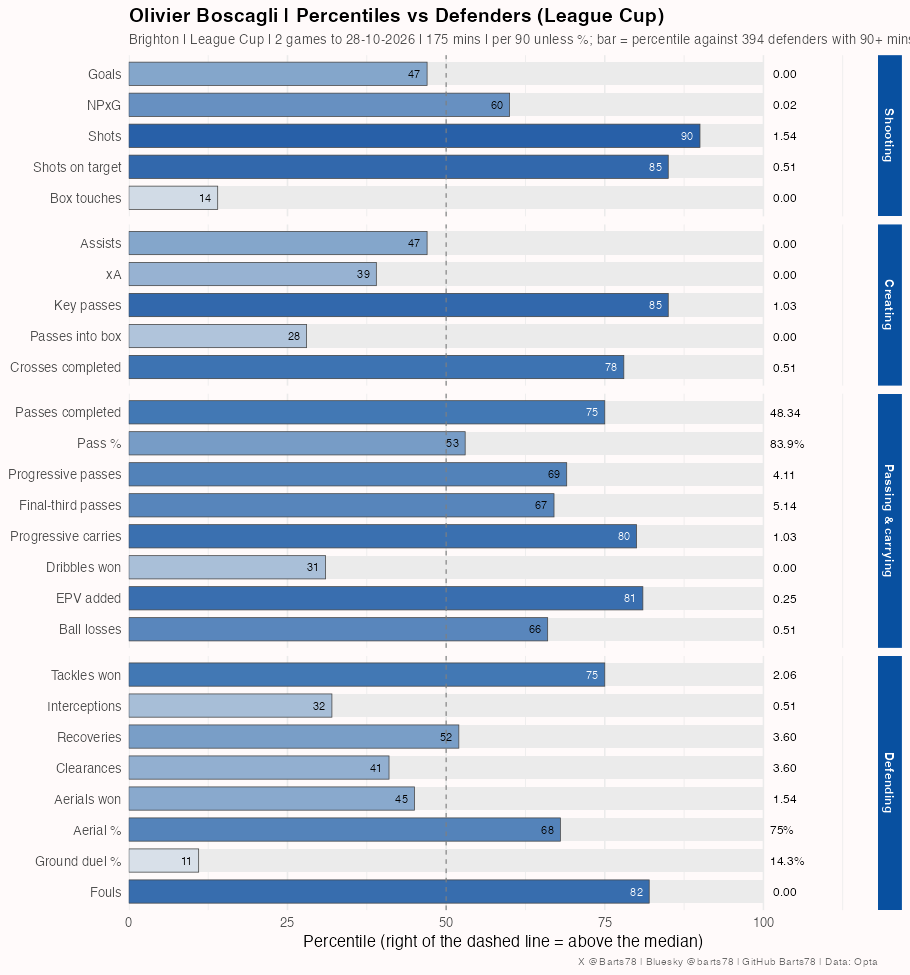 Olivier Boscagli | Percentiles vs Defenders (League Cup)
Brighton | League Cup | 2 games to 28-10-2026 | 175 mins | per 90 unless %; bar = percentile against 394 defenders with 90+ mins
Shooting
Goals 47 0.00
NPxG 60 0.02
Shots 90 1.54
Shots on target 85 0.51
Box touches 14 0.00
Creating
Assists 47 0.00
xA 39 0.00
Key passes 85 1.03
Passes into box 28 0.00
Crosses completed 78 0.51
Passing & carrying
Passes completed 75 48.34
Pass % 53 83.9%
Progressive passes 69 4.11
Final-third passes 67 5.14
Progressive carries 80 1.03
Dribbles won 31 0.00
EPV added 81 0.25
Ball losses 66 0.51
Defending
Tackles won 75 2.06
Interceptions 32 0.51
Recoveries 52 3.60
Clearances 41 3.60
Aerials won 45 1.54
Aerial % 68 75%
Ground duel % 11 14.3%
Fouls 82 0.00
0 25 50 75 100
Percentile (right of the dashed line = above the median)
X @Barts78 | Bluesky @barts78 | GitHub Barts78 | Data: Opta